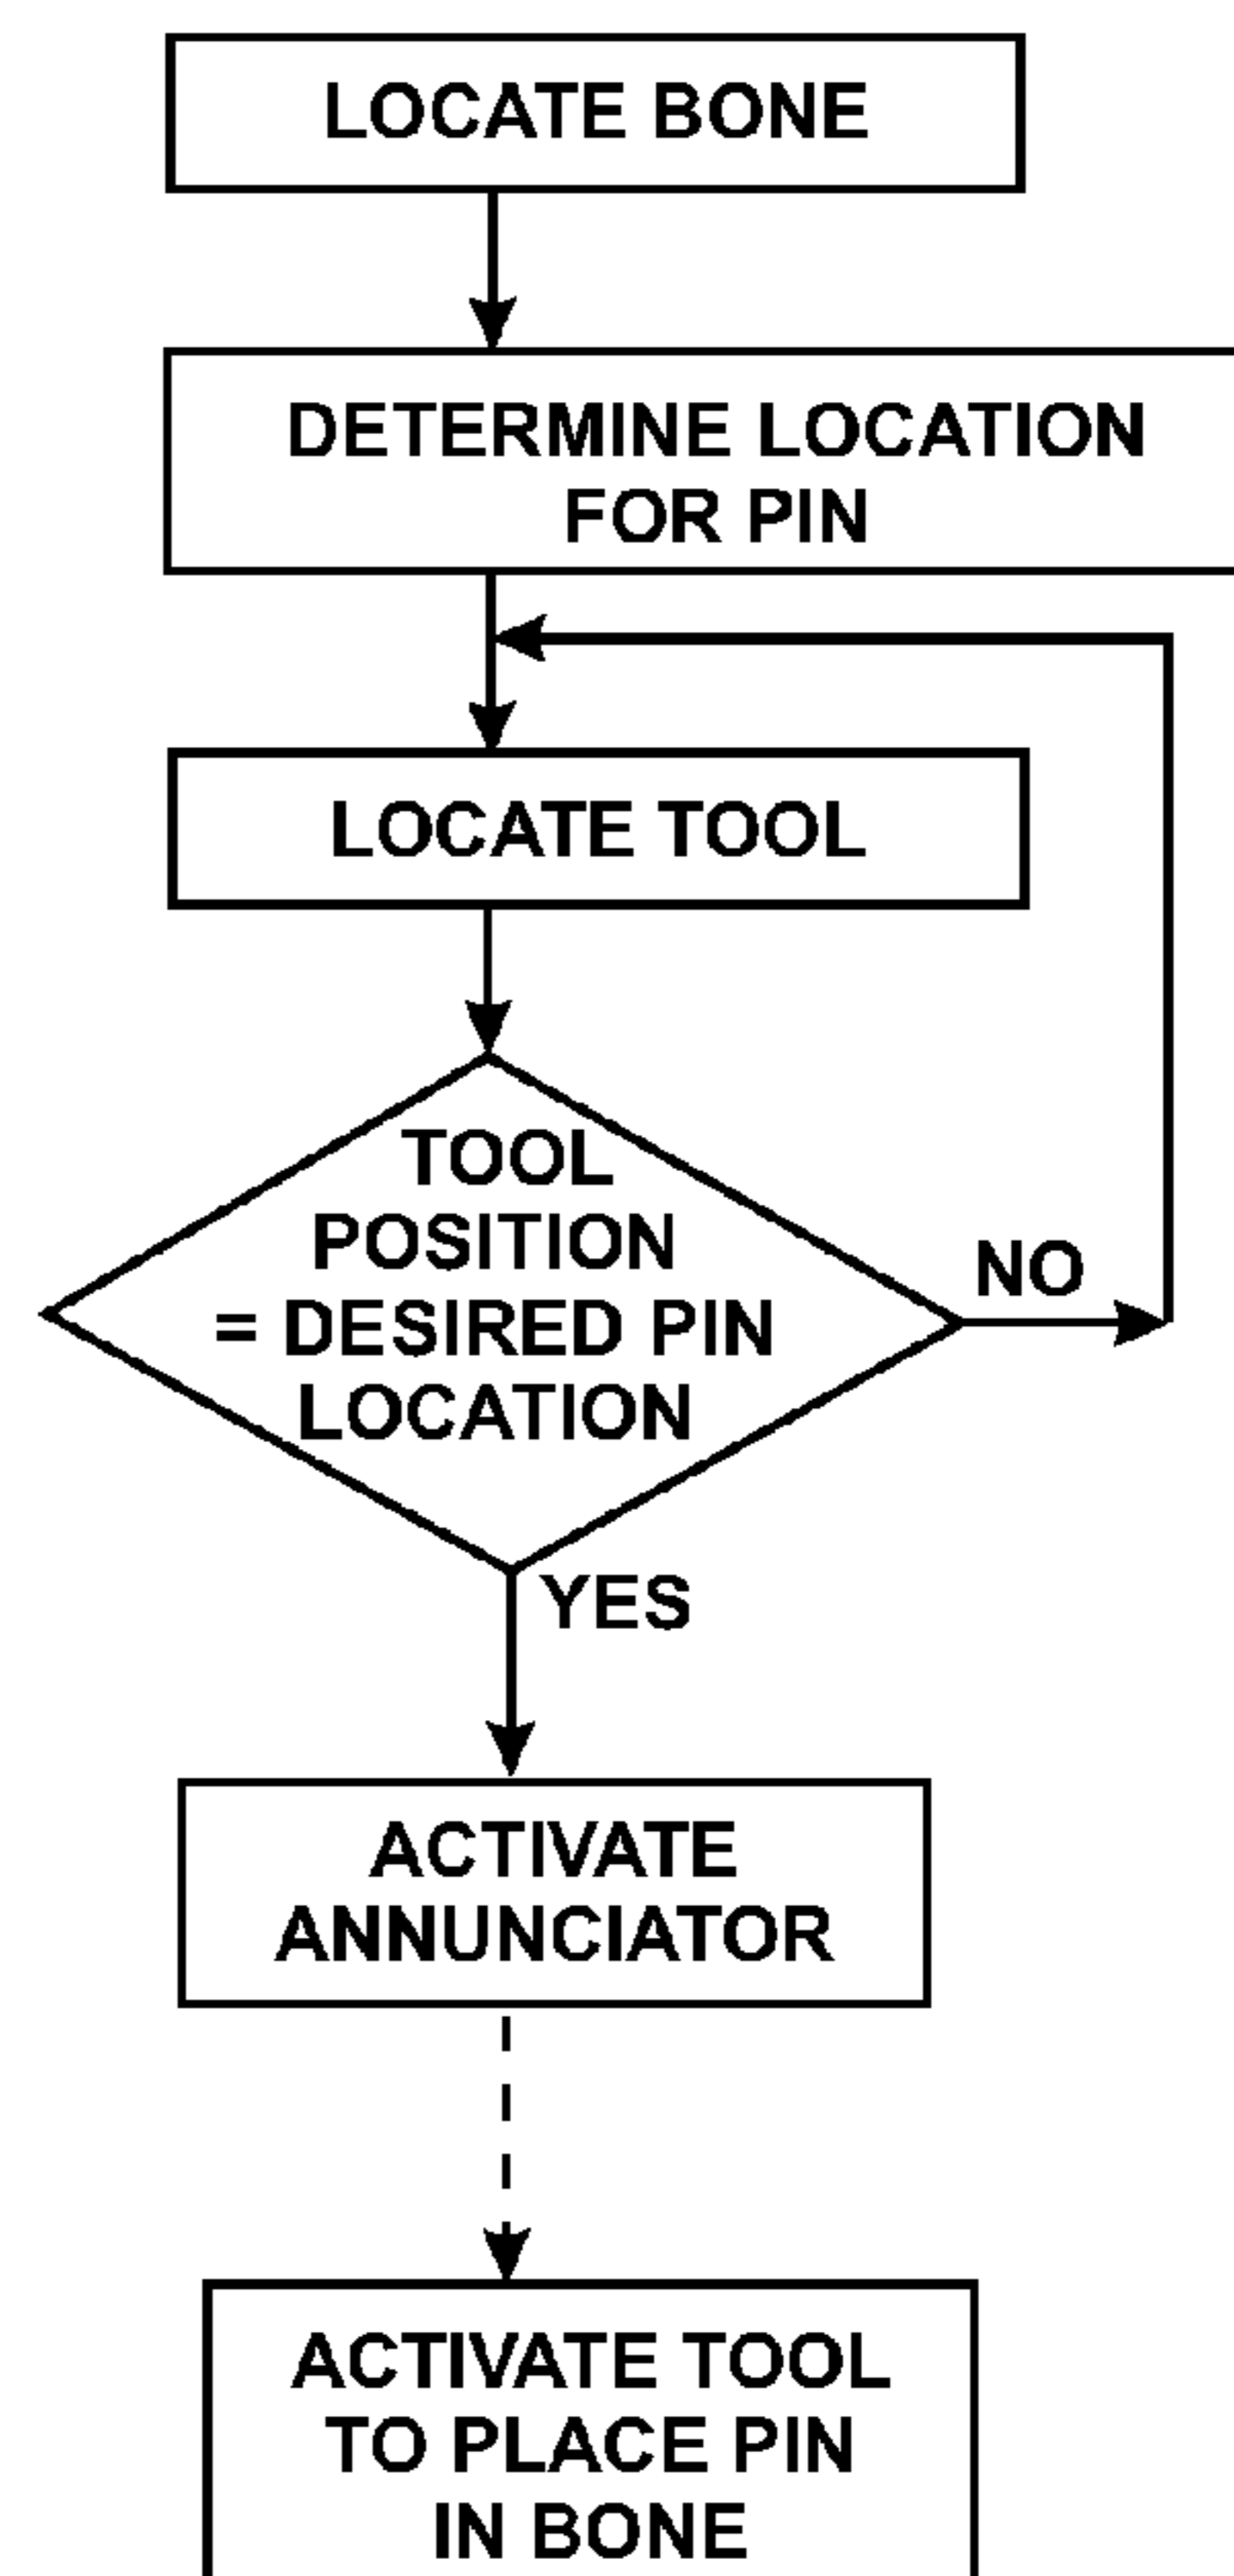 LOCATE BONE
DETERMINE LOCATION
FOR PIN
LOCATE TOOL
TOOL
POSITION
= DESIRED PIN
LOCATION
NO
YES
ACTIVATE
ANNUNCIATOR
ACTIVATE TOOL
TO PLACE PIN
IN BONE